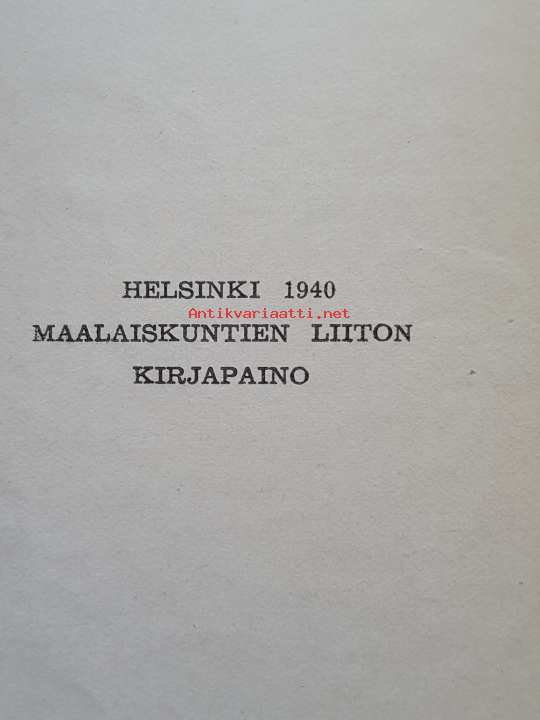 HELSINKI 1940
Antikvariaatti.net
MAALAISKUNTIEN LIITON
KIRJAPAINO